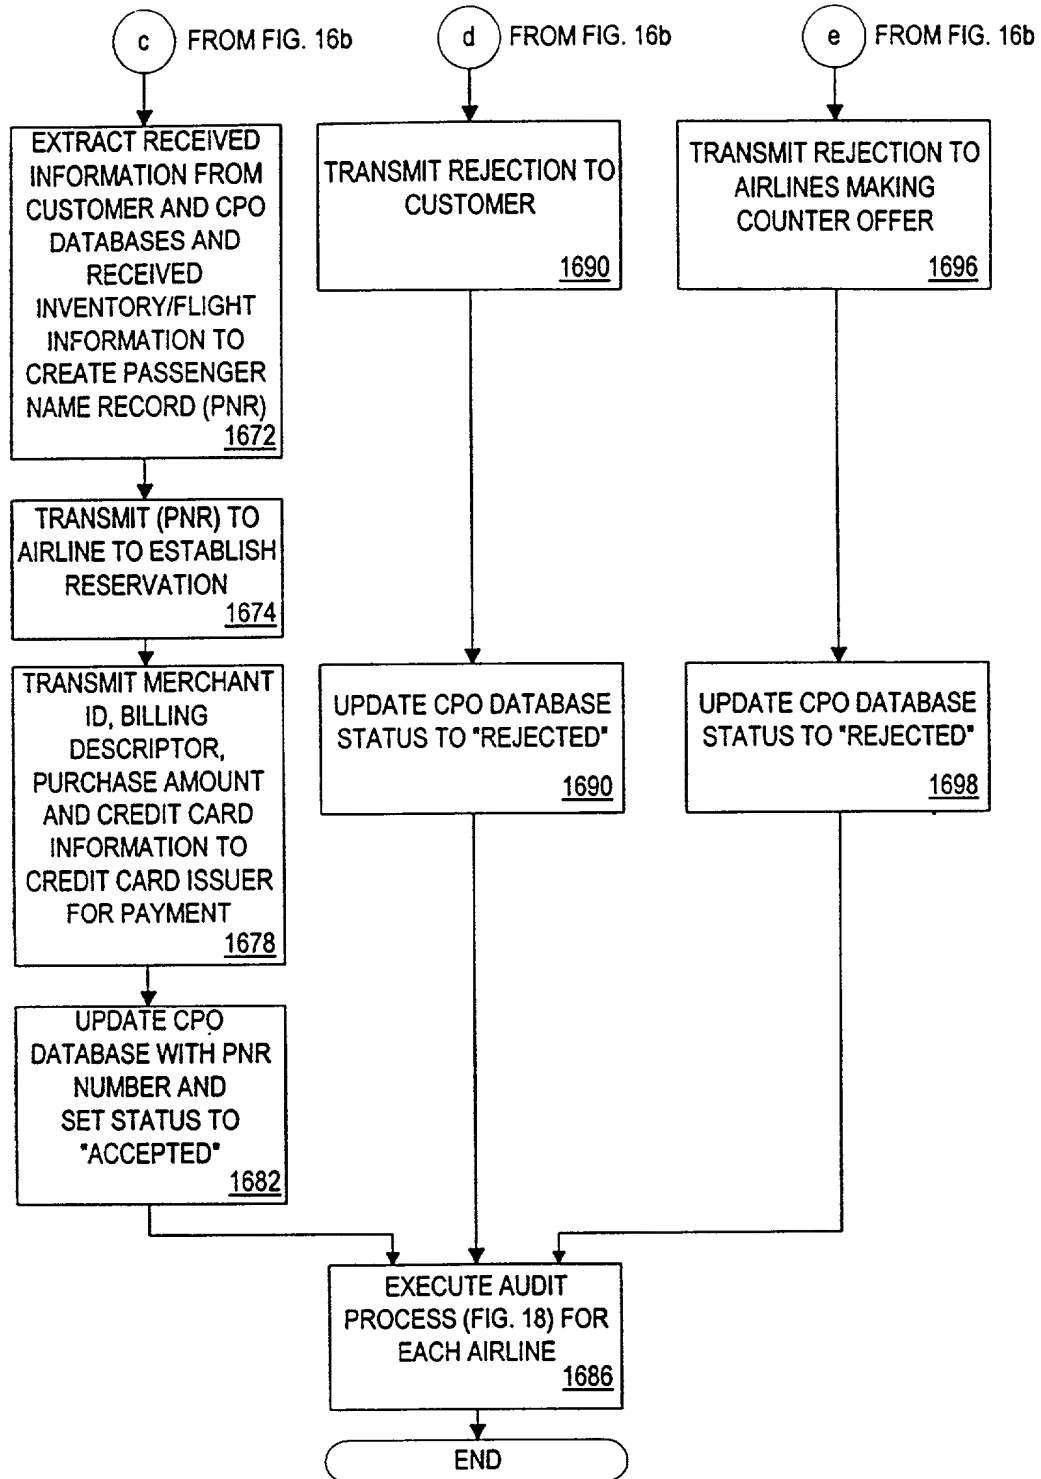 c FROM FIG. 16b
d FROM FIG. 16b
e FROM FIG. 16b
EXTRACT RECEIVED
INFORMATION FROM
CUSTOMER AND CPO
DATABASES AND
RECEIVED
INVENTORY/FLIGHT
INFORMATION TO
CREATE PASSENGER
NAME RECORD (PNR)
1672
TRANSMIT (PNR) TO
AIRLINE TO ESTABLISH
RESERVATION
1674
TRANSMIT MERCHANT
ID, BILLING
DESCRIPTOR,
PURCHASE AMOUNT
AND CREDIT CARD
INFORMATION TO
CREDIT CARD ISSUER
FOR PAYMENT
1678
UPDATE CPO
DATABASE WITH PNR
NUMBER AND
SET STATUS TO
"ACCEPTED"
1682
TRANSMIT REJECTION TO
CUSTOMER
1690
UPDATE CPO DATABASE
STATUS TO "REJECTED"
1690
TRANSMIT REJECTION TO
AIRLINES MAKING
COUNTER OFFER
1696
UPDATE CPO DATABASE
STATUS TO "REJECTED"
1698
EXECUTE AUDIT
PROCESS (FIG. 18) FOR
EACH AIRLINE
1686
END